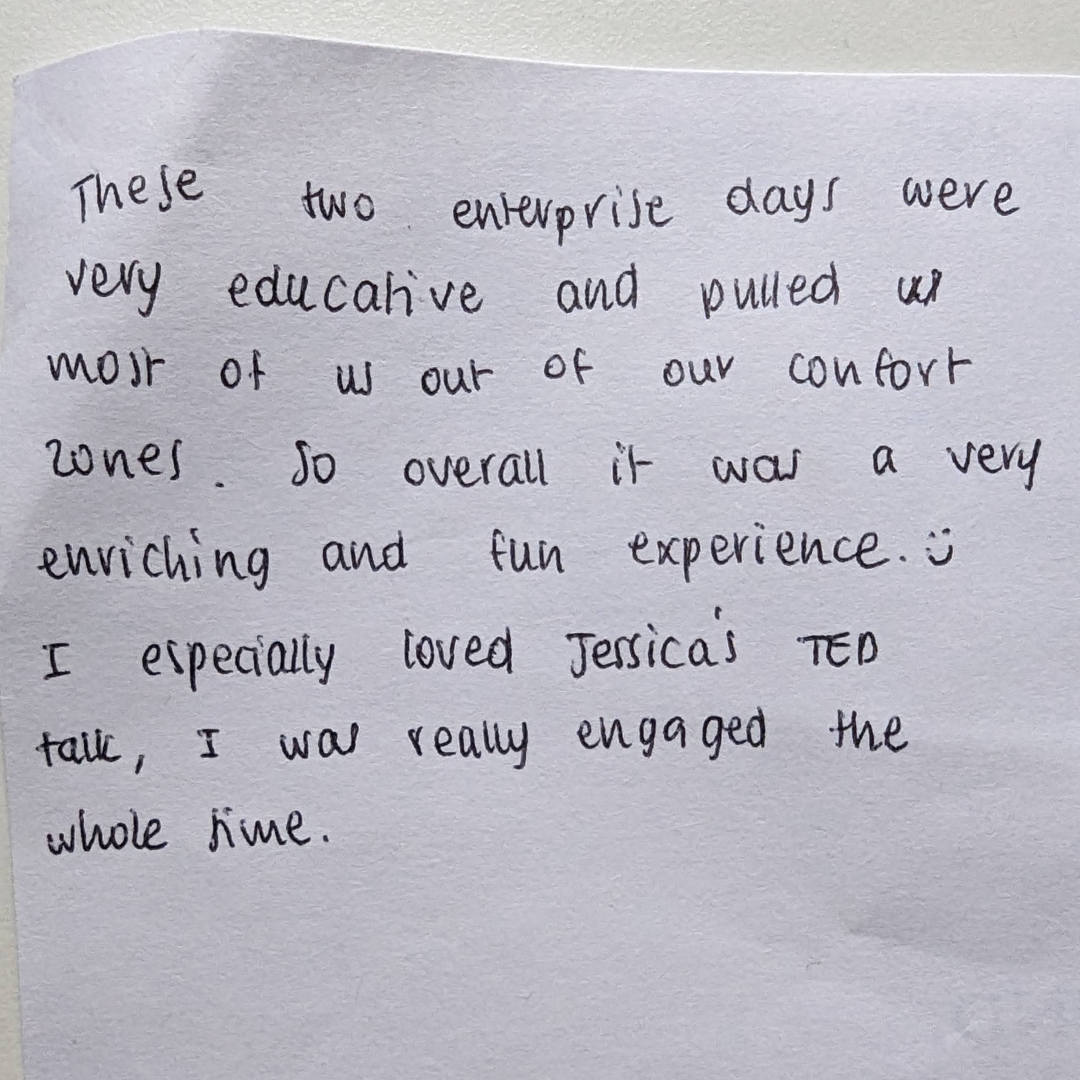 These two enterprise days were
very educative and pulled us
most of us out of our confort
zones. So overall it was a very
enriching and fun experience. :)
I especially loved Jessica's TED
talk, I was really engaged the
whole time.